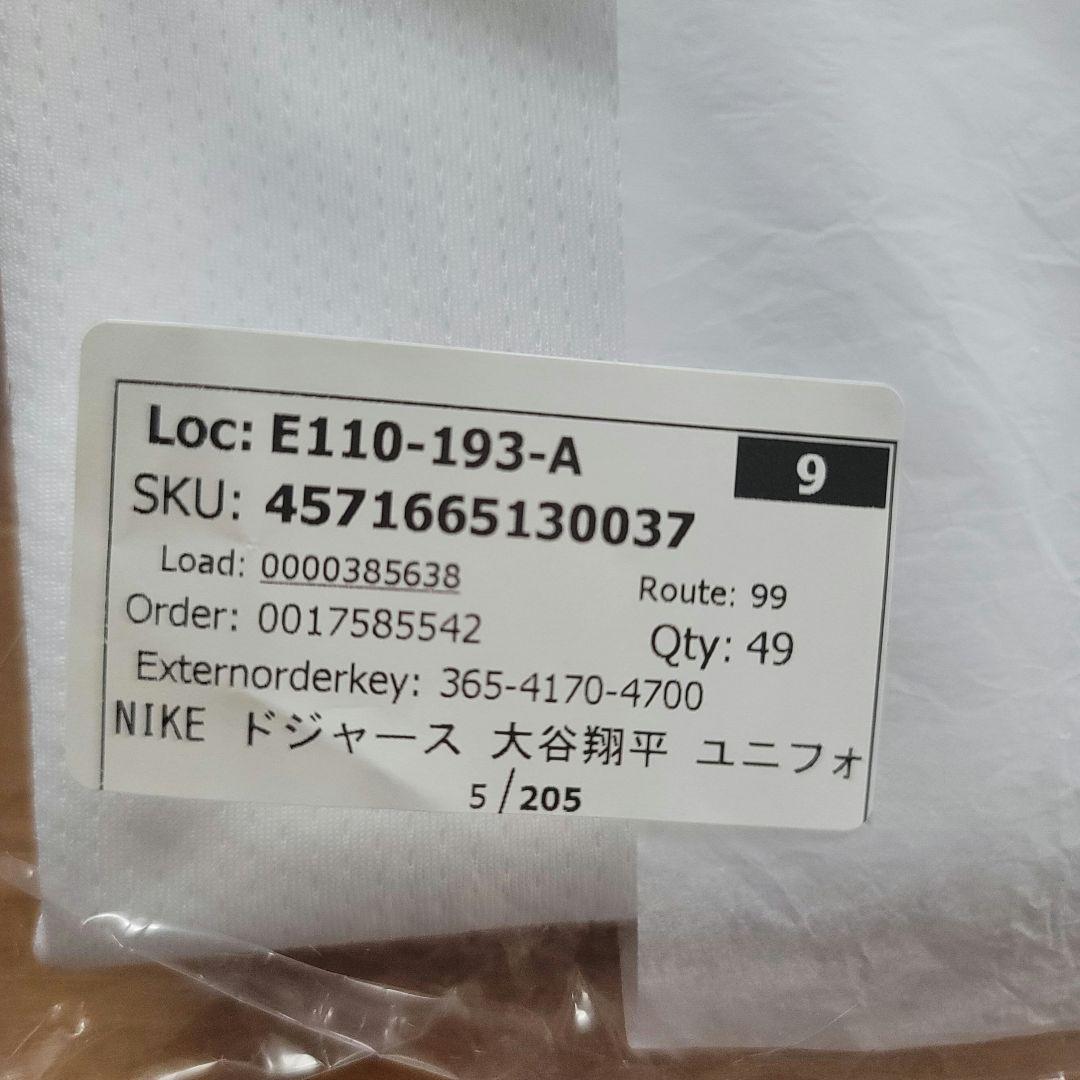 Loc: E110-193-A
9
SKU: 4571665130037
Load: 0000385638
Route: 99
Order: 0017585542
Qty: 49
Externorderkey: 365-4170-4700
NIKE ドジャース 大谷翔平 ユニフォ
5/205